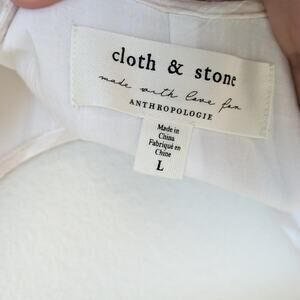 cloth & stone
made with love for
ANTHROPOLOGIE
Made in
China
Fabriqué en
Chine
L